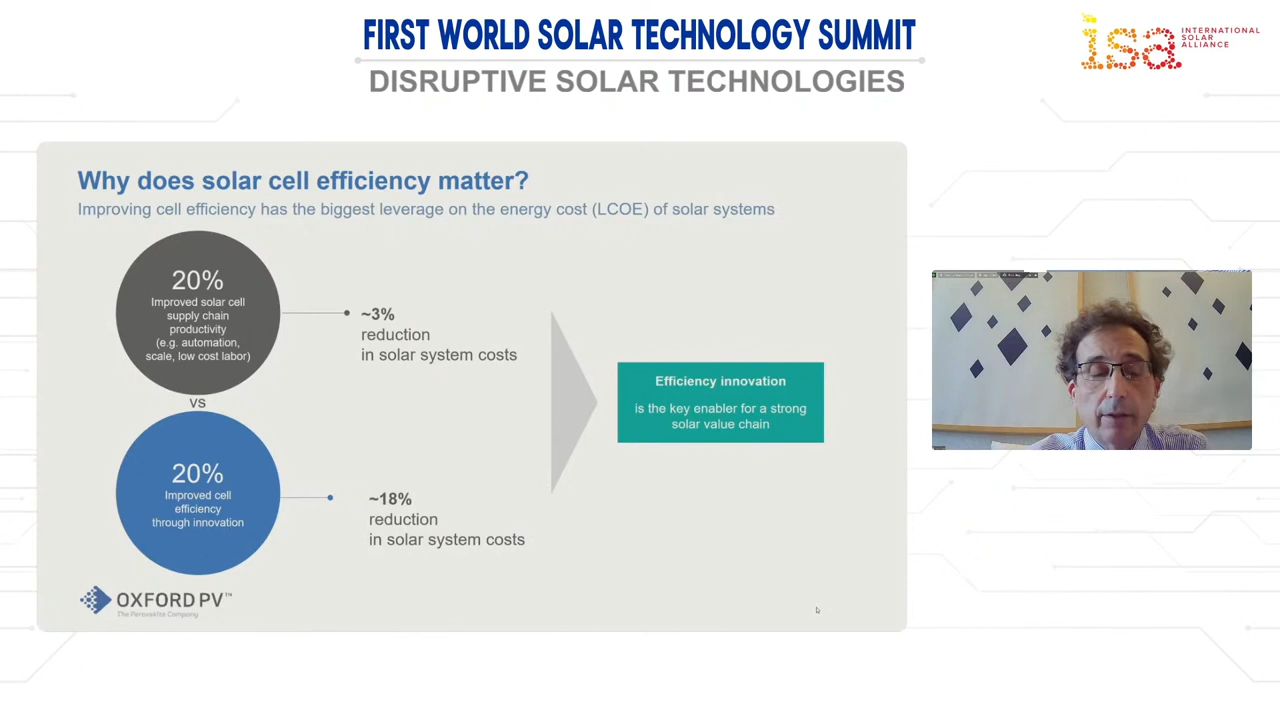 FIRST WORLD SOLAR TECHNOLOGY SUMMIT
DISRUPTIVE SOLAR TECHNOLOGIES
isa
INTERNATIONAL
SOLAR
ALLIANCE
Why does solar cell efficiency matter?
Improving cell efficiency has the biggest leverage on the energy cost (LCOE) of solar systems
20%
Improved solar cell
supply chain
productivity
(e.g. automation,
scale, low cost labor)
~3%
reduction
in solar system costs
vs
20%
Improved cell
efficiency
through innovation
~18%
reduction
in solar system costs
Efficiency innovation
is the key enabler for a strong
solar value chain
OXFORD PV™
The Perovskite Company